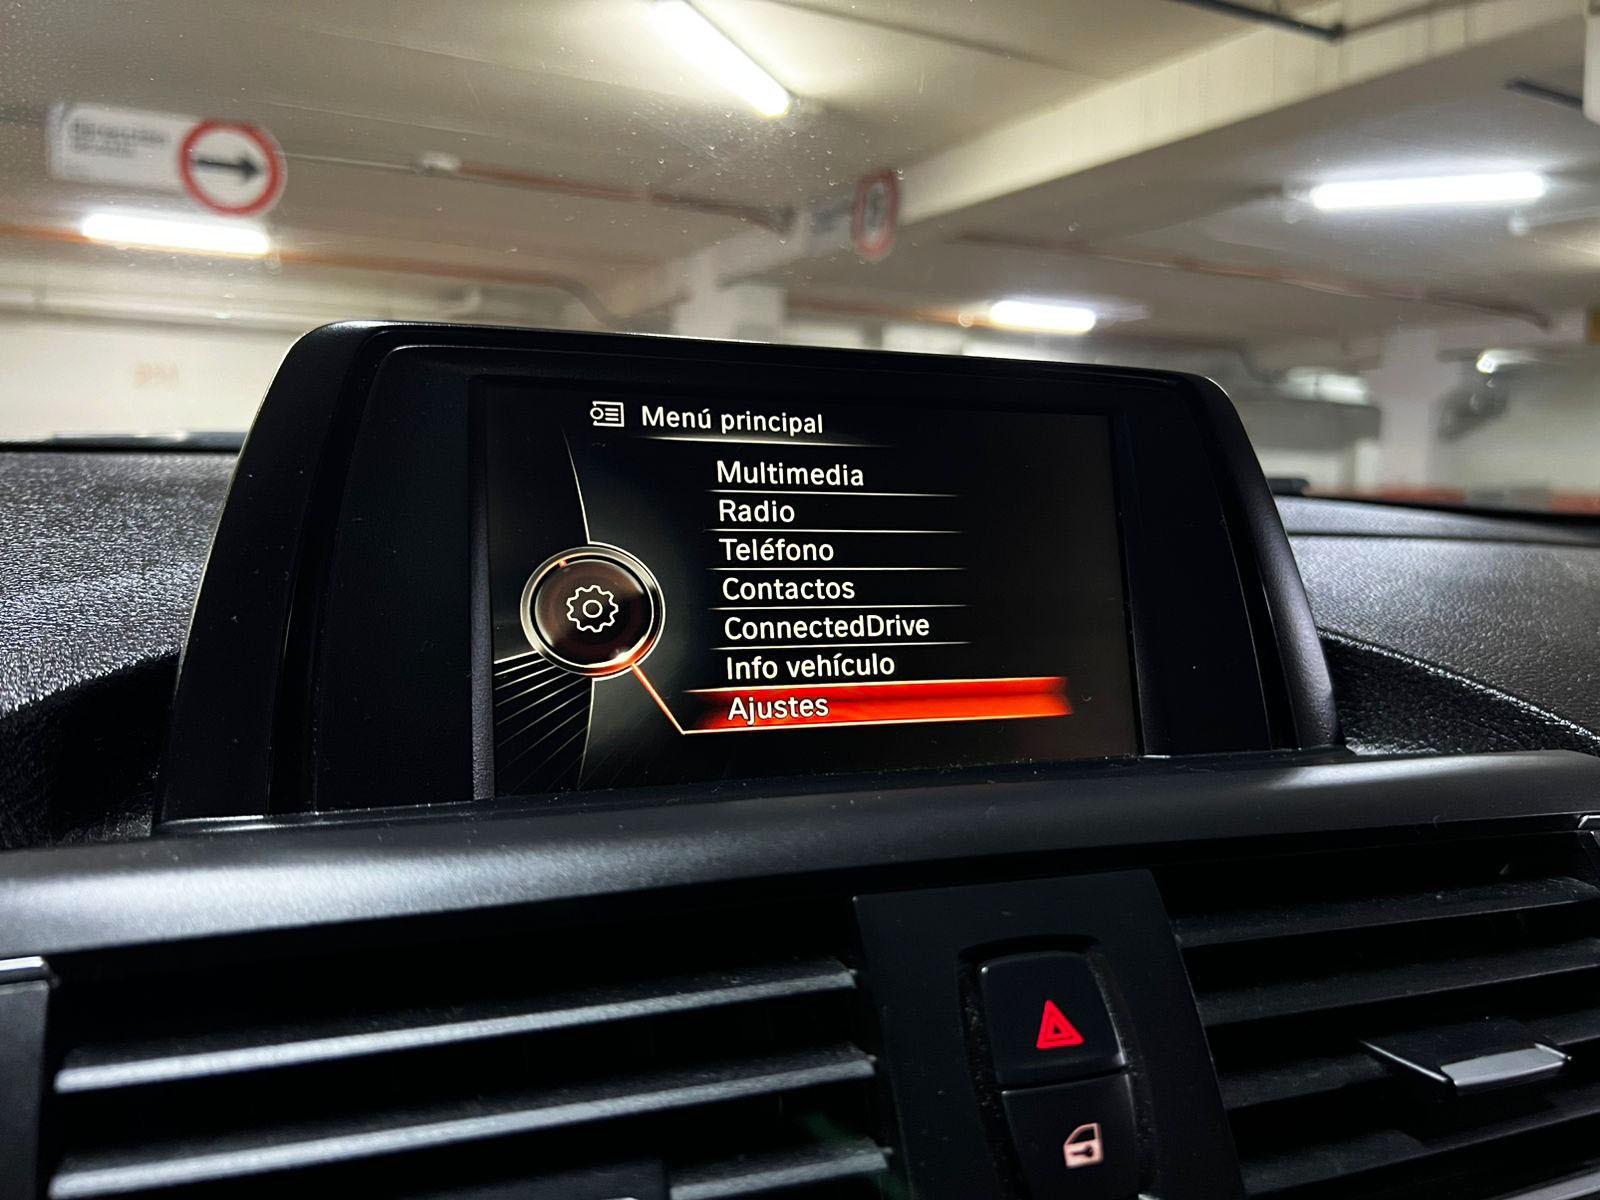 Menú principal
Multimedia
Radio
Teléfono
Contactos
ConnectedDrive
Info vehículo
Ajustes